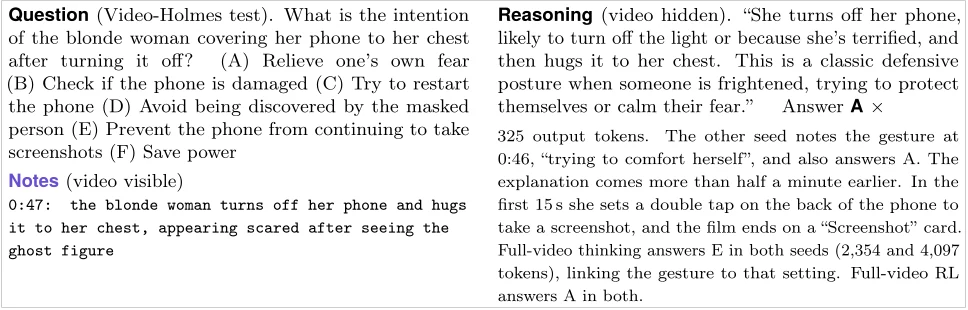 Question (Video-Holmes test). What is the intention
of the blonde woman covering her phone to her chest
after turning it off? (A) Relieve one's own fear
(B) Check if the phone is damaged (C) Try to restart
the phone (D) Avoid being discovered by the masked
person (E) Prevent the phone from continuing to take
screenshots (F) Save power
Notes (video visible)
0:47: the blonde woman turns off her phone and hugs
it to her chest, appearing scared after seeing the
ghost figure
Reasoning (video hidden). “She turns off her phone,
likely to turn off the light or because she's terrified, and
then hugs it to her chest. This is a classic defensive
posture when someone is frightened, trying to protect
themselves or calm their fear.” Answer A ×
325 output tokens. The other seed notes the gesture at
0:46, “trying to comfort herself”, and also answers A. The
explanation comes more than half a minute earlier. In the
first 15 s she sets a double tap on the back of the phone to
take a screenshot, and the film ends on a “Screenshot” card.
Full-video thinking answers E in both seeds (2,354 and 4,097
tokens), linking the gesture to that setting. Full-video RL
answers A in both.